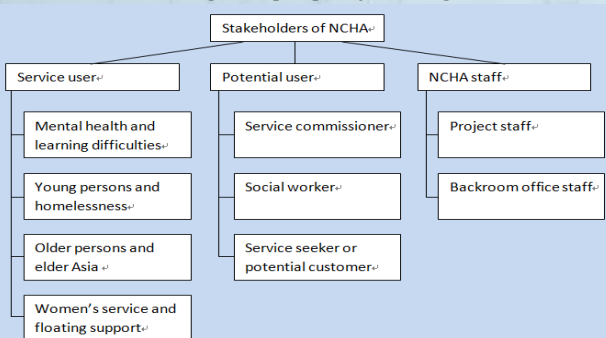 Stakeholders of NCHA
Service user
Potential user
NCHA staff
Mental health and
learning difficulties
Service commissioner
Project staff
Young persons and
homelessness
Social worker
Backroom office staff
Older persons and
elder Asia
Service seeker or
potential customer
Women's service and
floating support